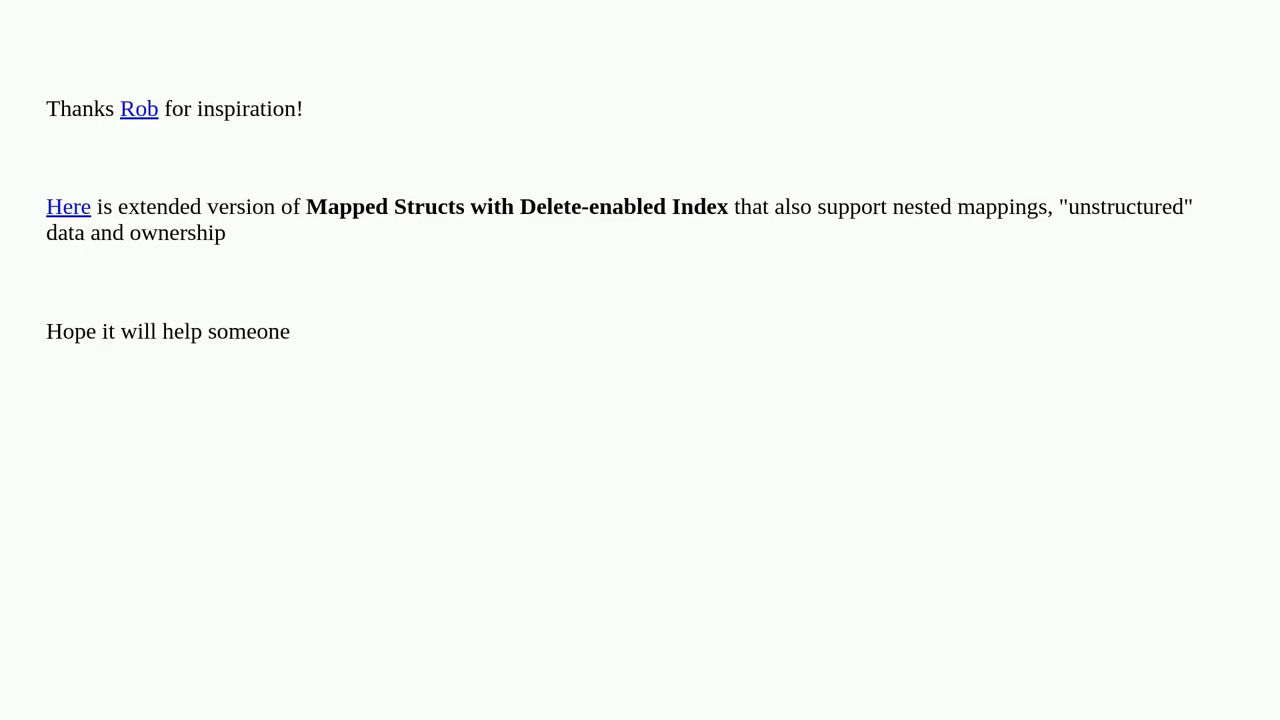 Thanks Rob for inspiration!
Here is extended version of Mapped Structs with Delete-enabled Index that also support nested mappings, "unstructured"
data and ownership
Hope it will help someone